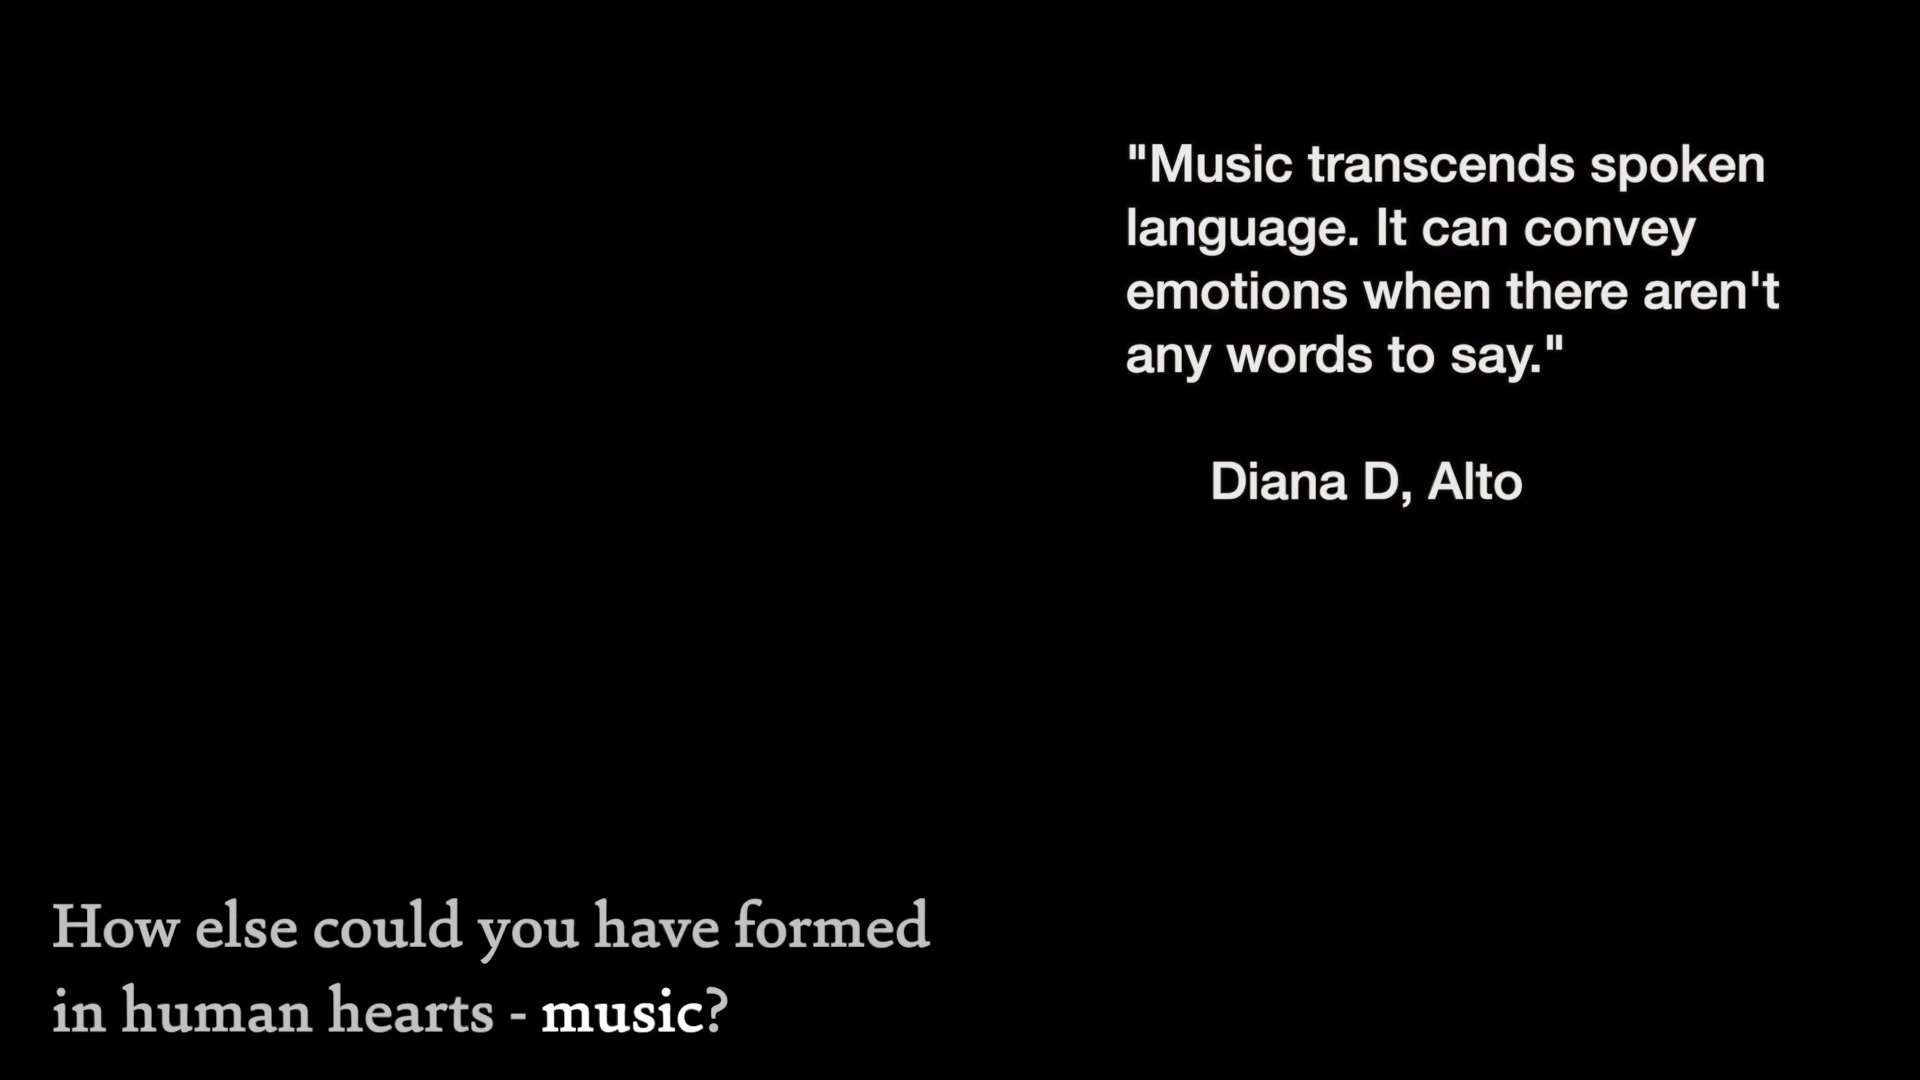 "Music transcends spoken
language. It can convey
emotions when there aren't
any words to say."
Diana D, Alto
How else could you have formed
in human hearts - music?